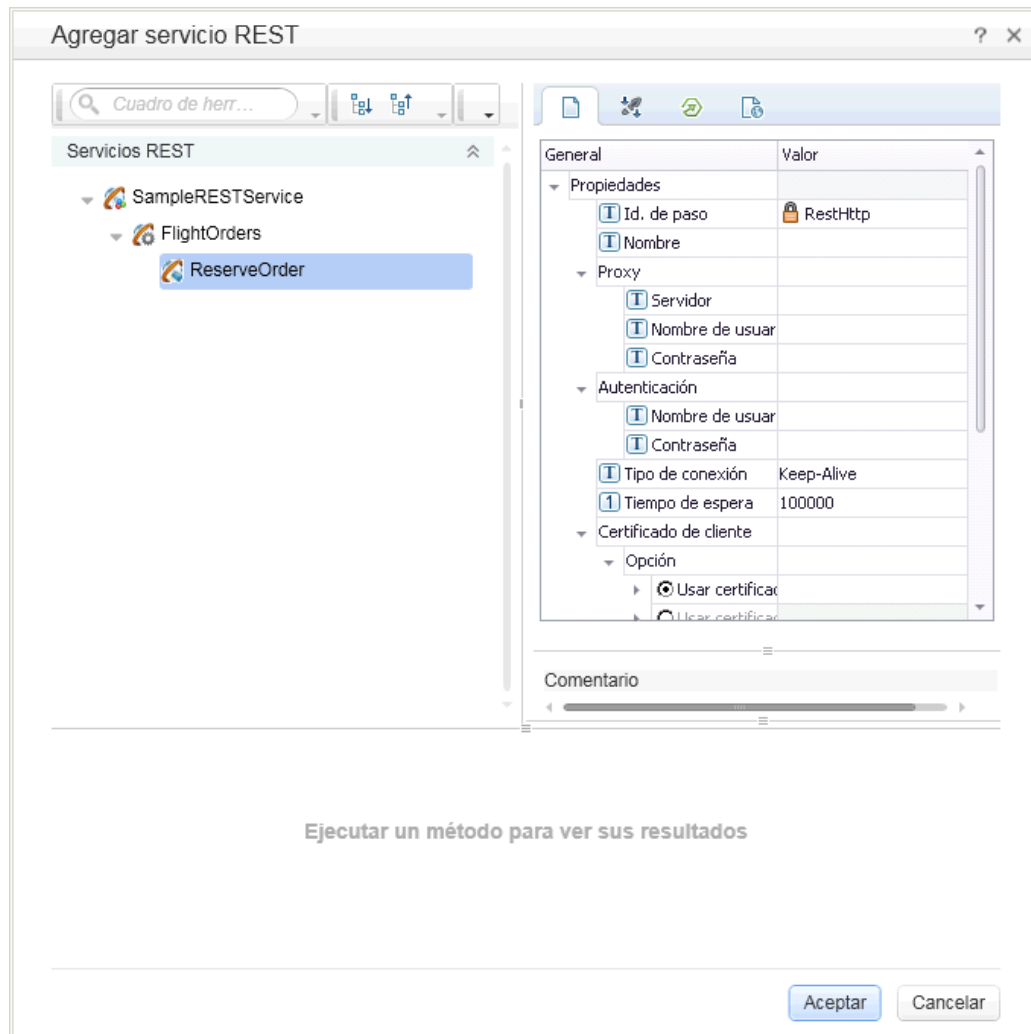 Agregar servicio REST
Cuadro de herr...
Servicios REST
SampleRESTService
FlightOrders
ReserveOrder
General Valor
Propiedades
Id. de paso RestHttp
Nombre
Proxy
Servidor
Nombre de usuar
Contraseña
Autenticación
Nombre de usuar
Contraseña
Tipo de conexión Keep-Alive
Tiempo de espera 100000
Certificado de cliente
Opción
Usar certificac
Usar certificac
Comentario
Ejecutar un método para ver sus resultados
Aceptar Cancelar